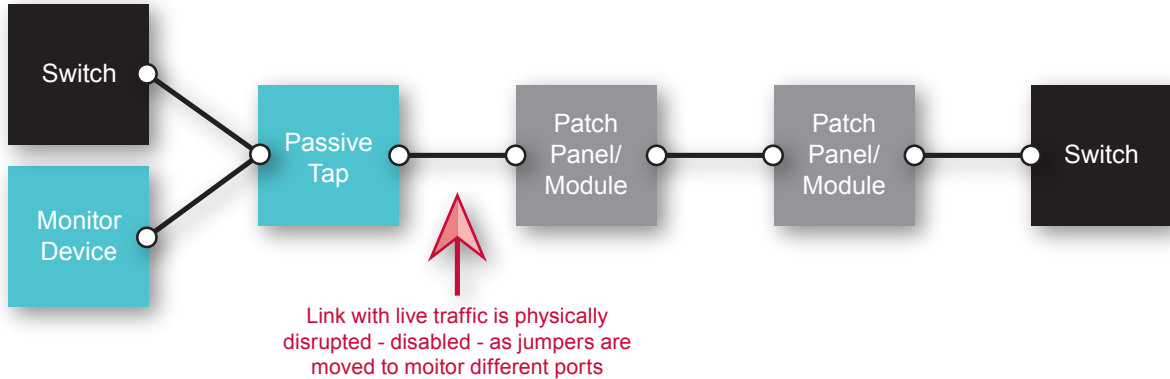 Switch
Monitor
Device
Passive
Tap
Patch
Panel/
Module
Patch
Panel/
Module
Switch
Link with live traffic is physically
disrupted - disabled - as jumpers are
moved to moitor different ports